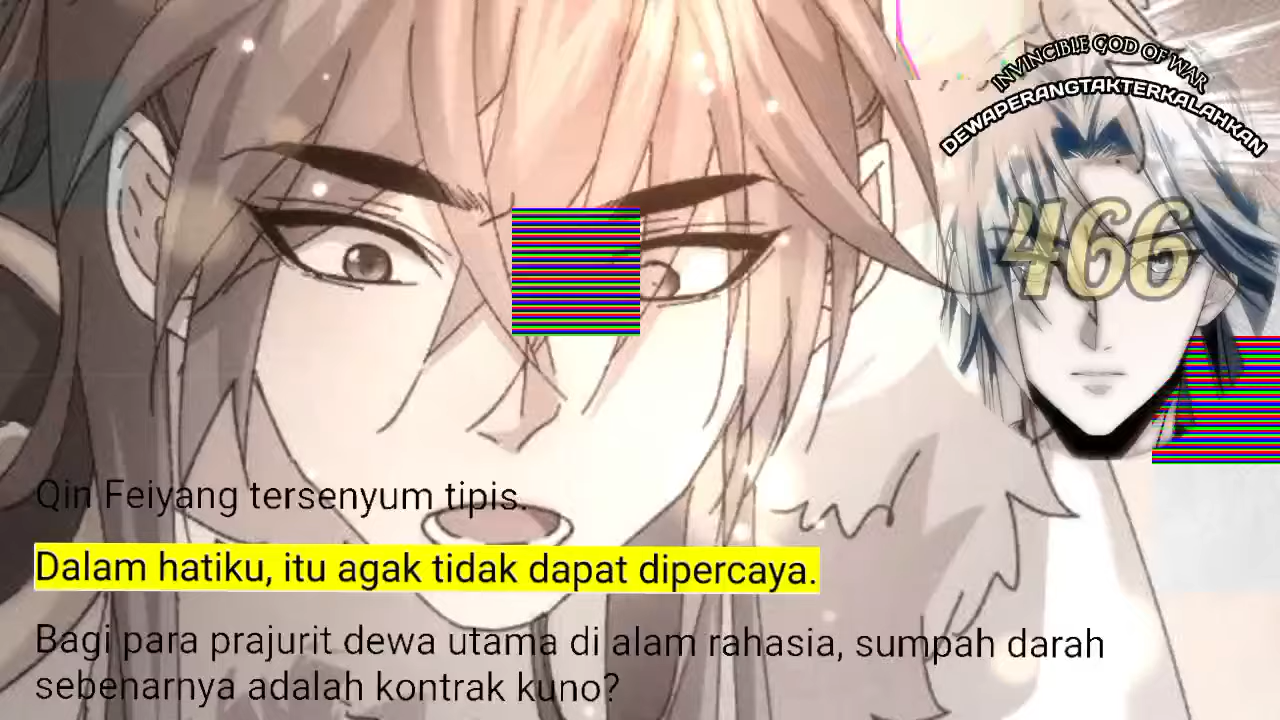 INVINCIBLE GOD OF WAR
DEWAPERANGTAKTERKALAHKAN
466
Qin Feiyang tersenyum tipis.
Dalam hatiku, itu agak tidak dapat dipercaya.
Bagi para prajurit dewa utama di alam rahasia, sumpah darah
sebenarnya adalah kontrak kuno?